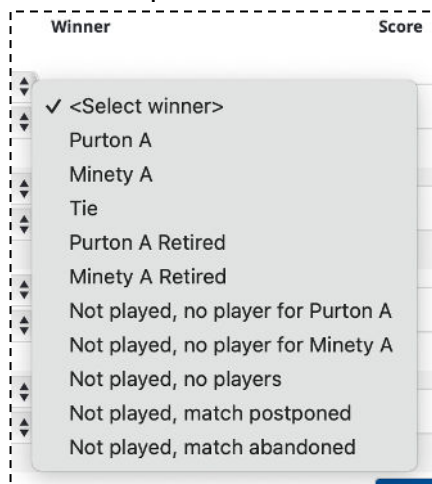 Winner Score
✓ <Select winner>
Purton A
Minety A
Tie
Purton A Retired
Minety A Retired
Not played, no player for Purton A
Not played, no player for Minety A
Not played, no players
Not played, match postponed
Not played, match abandoned